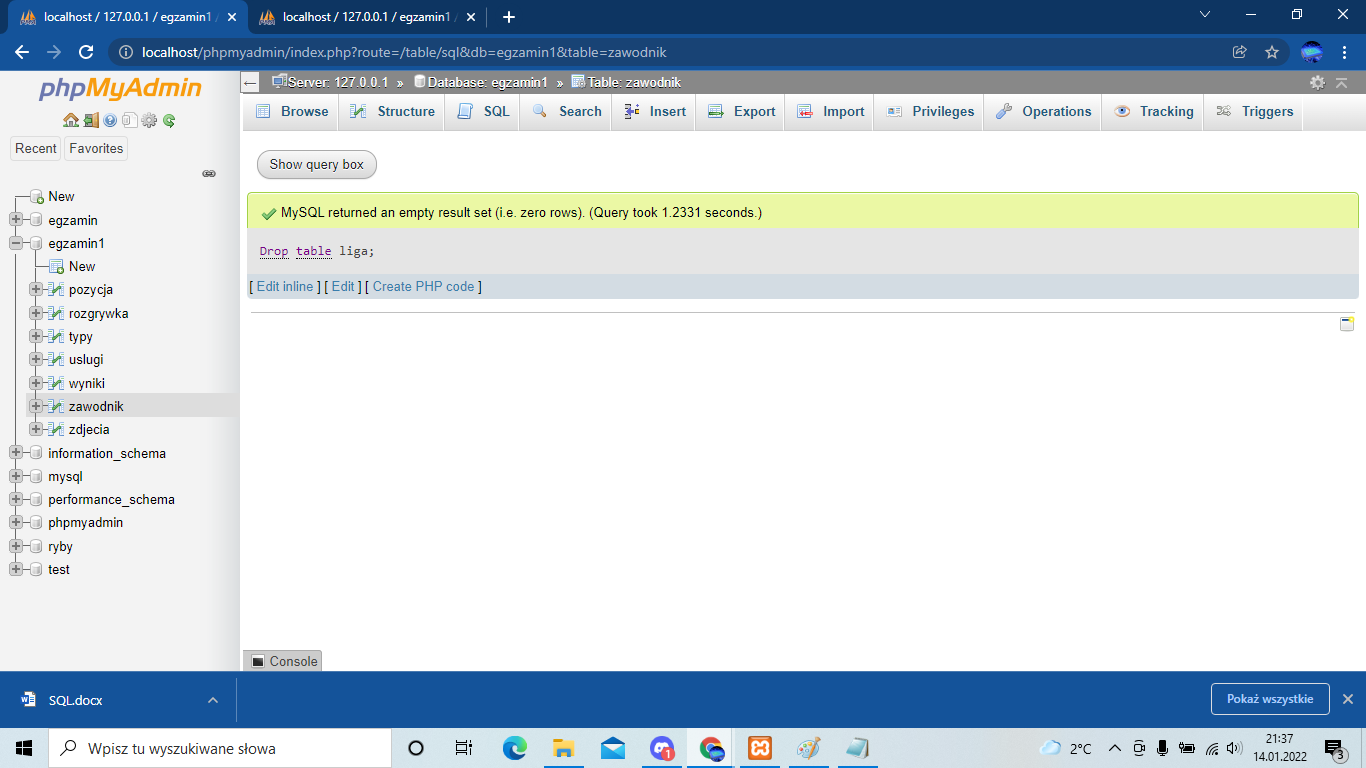 localhost / 127.0.0.1 / egzamin1
localhost / 127.0.0.1 / egzamin1
localhost/phpmyadmin/index.php?route=/table/sql&db=egzamin1&table=zawodnik
phpMyAdmin
Recent
Favorites
New
egzamin
egzamin1
New
pozycja
rozgrywka
typy
uslugi
wyniki
zawodnik
zdjecia
information_schema
mysql
performance_schema
phpmyadmin
ryby
test
Server: 127.0.0.1 » Database: egzamin1 » Table: zawodnik
Browse Structure SQL Search Insert Export Import Privileges Operations Tracking Triggers
Show query box
MySQL returned an empty result set (i.e. zero rows). (Query took 1.2331 seconds.)
Drop table liga;
[ Edit inline ] [ Edit ] [ Create PHP code ]
Console
SQL.docx
Pokaż wszystkie
Wpisz tu wyszukiwane słowa
1
2°C
21:37
14.01.2022
3